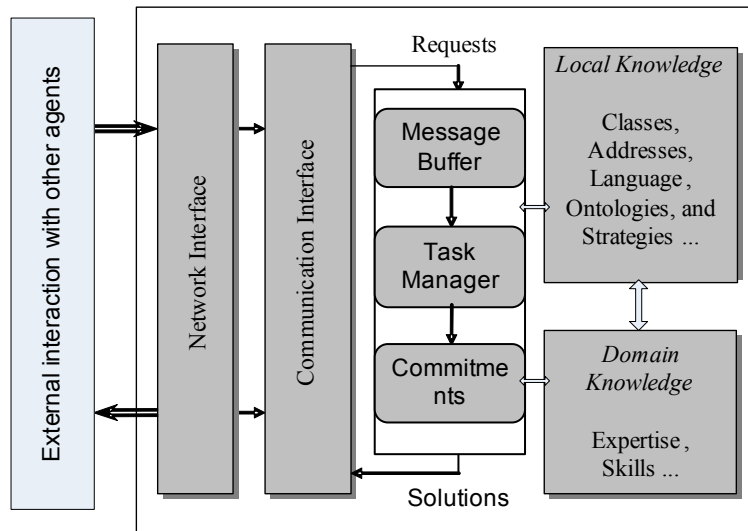 External interaction with other agents
Network Interface
Communication Interface
Requests
Message
Buffer
Task
Manager
Commitme
nts
Solutions
Local Knowledge
Classes,
Addresses,
Language ,
Ontologies, and
Strategies ...
Domain
Knowledge
Expertise ,
Skills ...